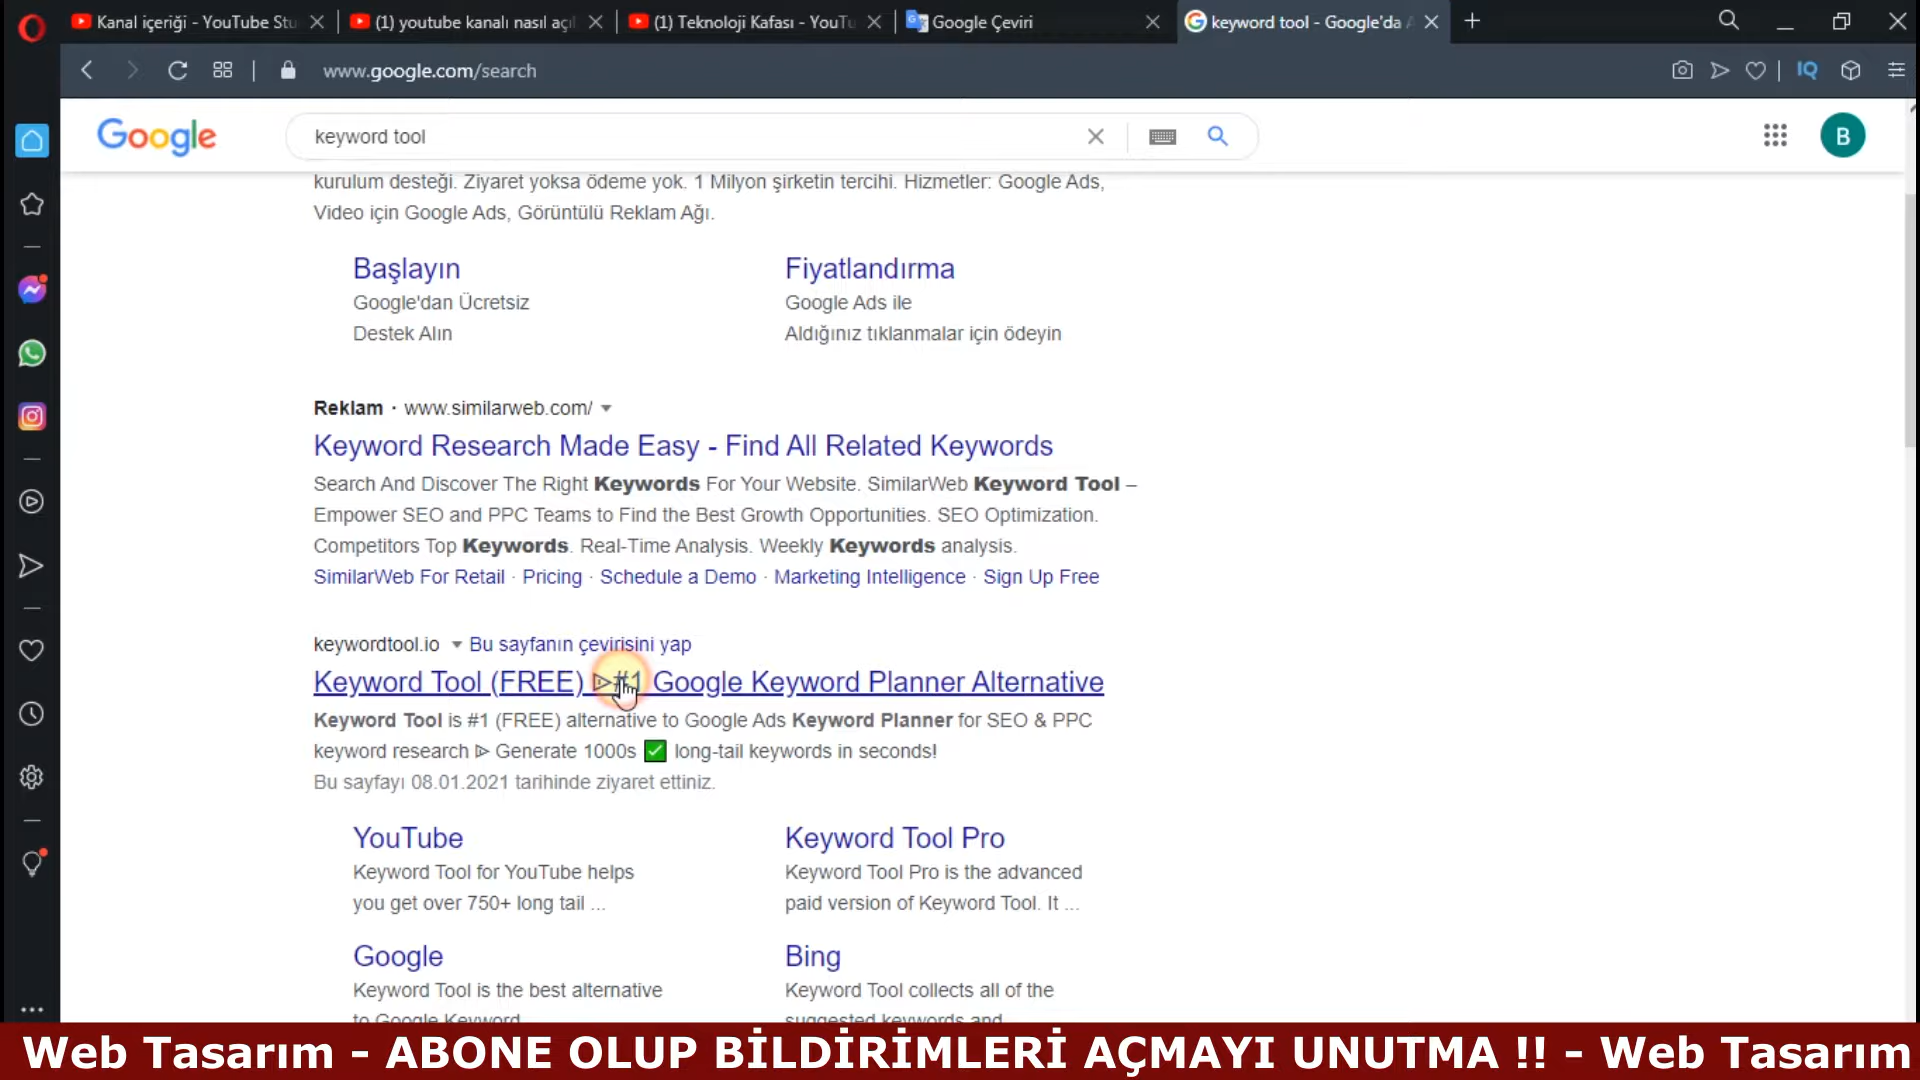 Kanal içeriği - YouTube Stu
(1) youtube kanalı nasıl açıl
(1) Teknoloji Kafası - YouTu
Google Çeviri
keyword tool - Google'da A
www.google.com/search
IQ
Google
keyword tool
B
kurulum desteği. Ziyaret yoksa ödeme yok. 1 Milyon şirketin tercihi. Hizmetler: Google Ads,
Video için Google Ads, Görüntülü Reklam Ağı.
Başlayın
Google'dan Ücretsiz
Destek Alın
Fiyatlandırma
Google Ads ile
Aldığınız tıklanmalar için ödeyin
Reklam · www.similarweb.com/
Keyword Research Made Easy - Find All Related Keywords
Search And Discover The Right Keywords For Your Website. SimilarWeb Keyword Tool –
Empower SEO and PPC Teams to Find the Best Growth Opportunities. SEO Optimization.
Competitors Top Keywords. Real-Time Analysis. Weekly Keywords analysis.
SimilarWeb For Retail · Pricing · Schedule a Demo · Marketing Intelligence · Sign Up Free
keywordtool.io Bu sayfanın çevirisini yap
Keyword Tool (FREE) ᐉ#1 Google Keyword Planner Alternative
Keyword Tool is #1 (FREE) alternative to Google Ads Keyword Planner for SEO & PPC
keyword research ᐉ Generate 1000s ✅ long-tail keywords in seconds!
Bu sayfayı 08.01.2021 tarihinde ziyaret ettiniz.
YouTube
Keyword Tool for YouTube helps
you get over 750+ long tail ...
Keyword Tool Pro
Keyword Tool Pro is the advanced
paid version of Keyword Tool. It ...
Google
Keyword Tool is the best alternative
to Google Keyword
Bing
Keyword Tool collects all of the
suggested keywords and
Web Tasarım - ABONE OLUP BİLDİRİMLERİ AÇMAYI UNUTMA !! - Web Tasarım